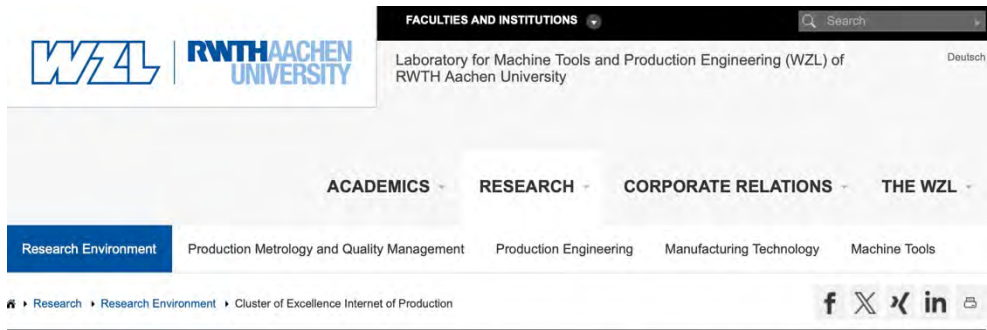 FACULTIES AND INSTITUTIONS
Search
WZL
RWTHAACHEN
UNIVERSITY
Laboratory for Machine Tools and Production Engineering (WZL) of
RWTH Aachen University
Deutsch
ACADEMICS
RESEARCH
CORPORATE RELATIONS
THE WZL
Research Environment
Production Metrology and Quality Management
Production Engineering
Manufacturing Technology
Machine Tools
Research
Research Environment
Cluster of Excellence Internet of Production